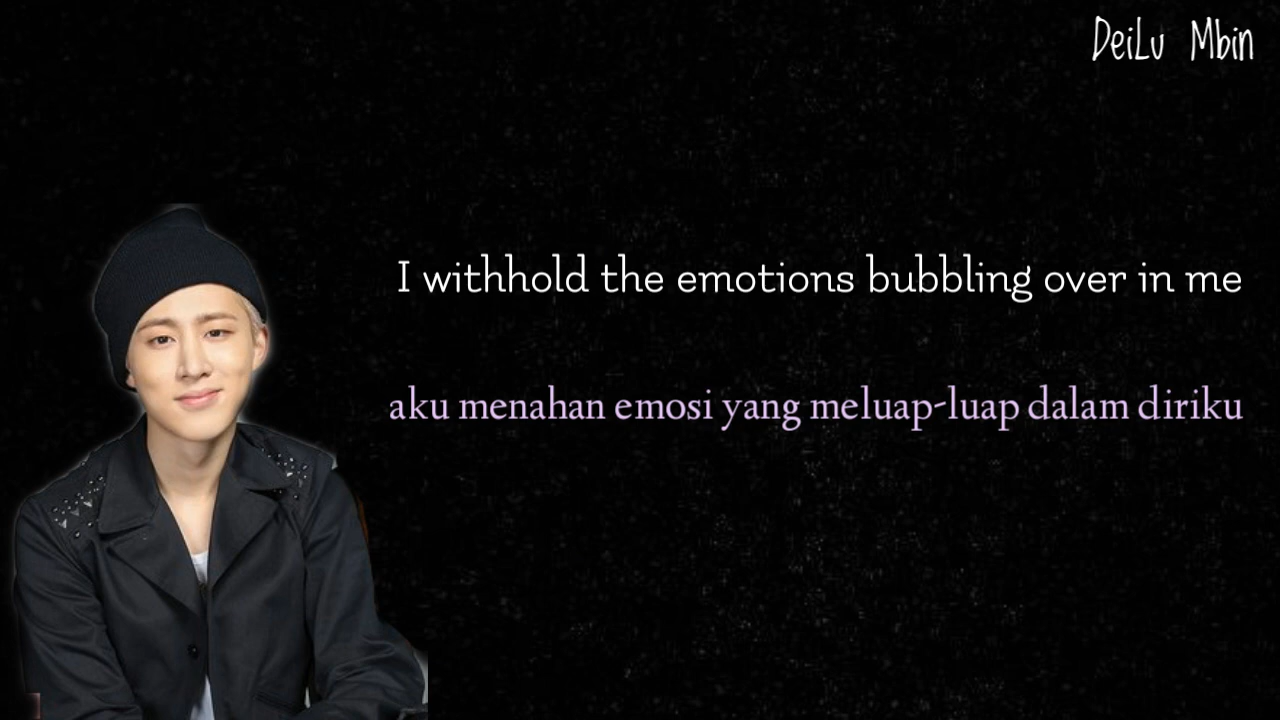 DeiLu Mbin
I withhold the emotions bubbling over in me
aku menahan emosi yang meluap-luap dalam diriku